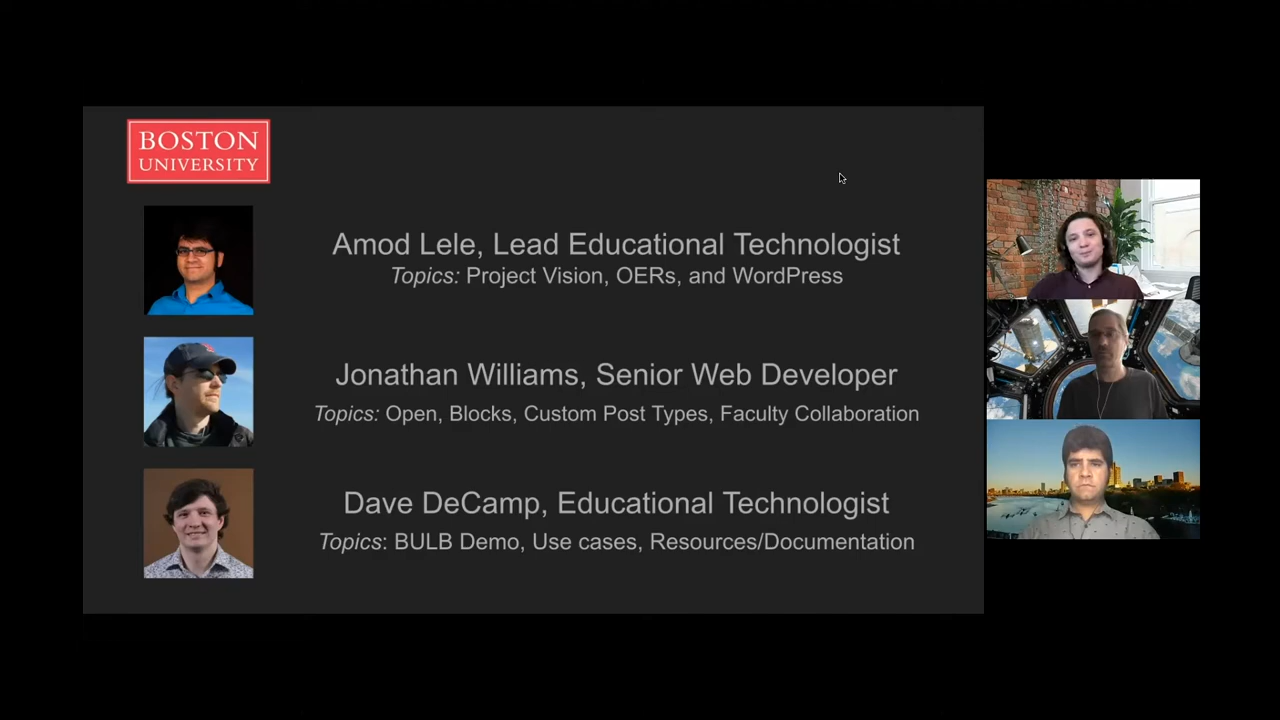 BOSTON
UNIVERSITY
Amod Lele, Lead Educational Technologist
Topics: Project Vision, OERs, and WordPress
Jonathan Williams, Senior Web Developer
Topics: Open, Blocks, Custom Post Types, Faculty Collaboration
Dave DeCamp, Educational Technologist
Topics: BULB Demo, Use cases, Resources/Documentation